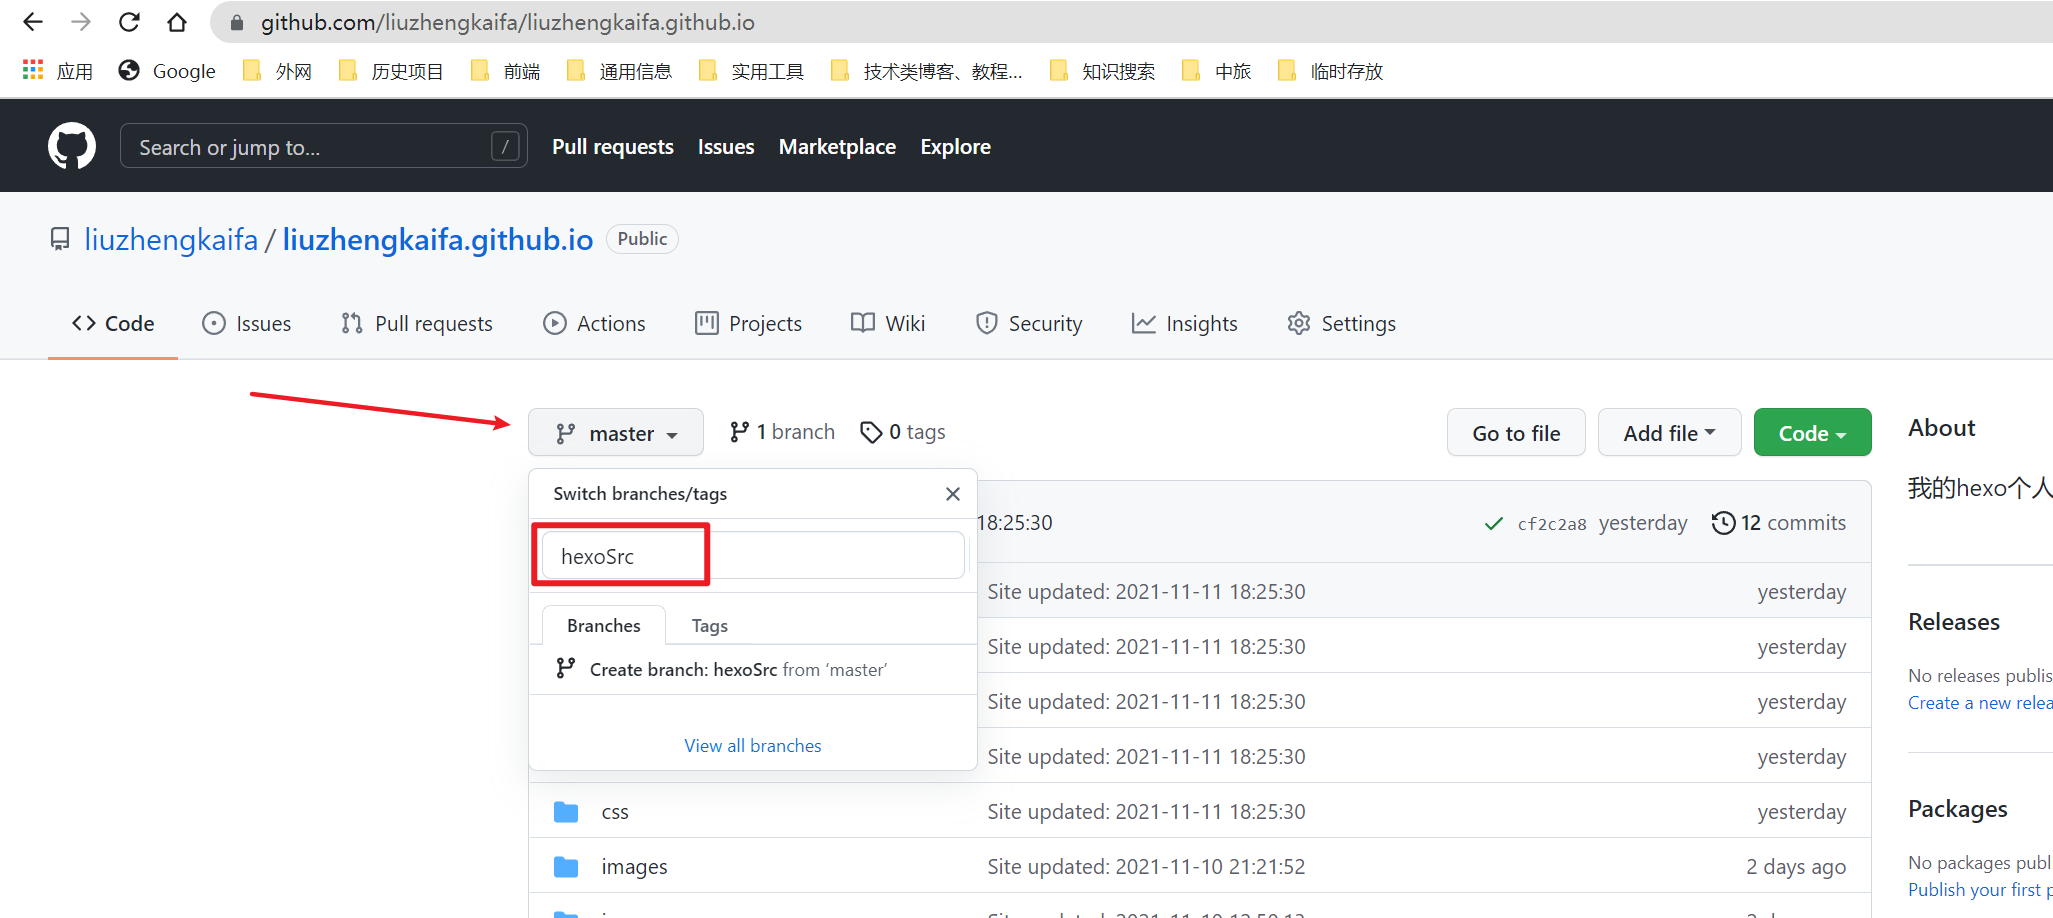 github.com/liuzhengkaifa/liuzhengkaifa.github.io
应用 Google 外网 历史项目 前端 通用信息 实用工具 技术类博客、教程... 知识搜索 中旅 临时存放
Search or jump to... / Pull requests Issues Marketplace Explore
liuzhengkaifa / liuzhengkaifa.github.io Public
Code Issues Pull requests Actions Projects Wiki Security Insights Settings
master 1 branch 0 tags Go to file Add file Code
About
我的hexo个人
Switch branches/tags
18:25:30 cf2c2a8 yesterday 12 commits
hexoSrc
Site updated: 2021-11-11 18:25:30 yesterday
Branches Tags
Releases
Site updated: 2021-11-11 18:25:30 yesterday
Create branch: hexoSrc from ‘master’
No releases publis
Site updated: 2021-11-11 18:25:30 yesterday
Create a new relea
View all branches
Site updated: 2021-11-11 18:25:30 yesterday
css Site updated: 2021-11-11 18:25:30 yesterday
Packages
images Site updated: 2021-11-10 21:21:52 2 days ago
No packages publ
Publish your first p